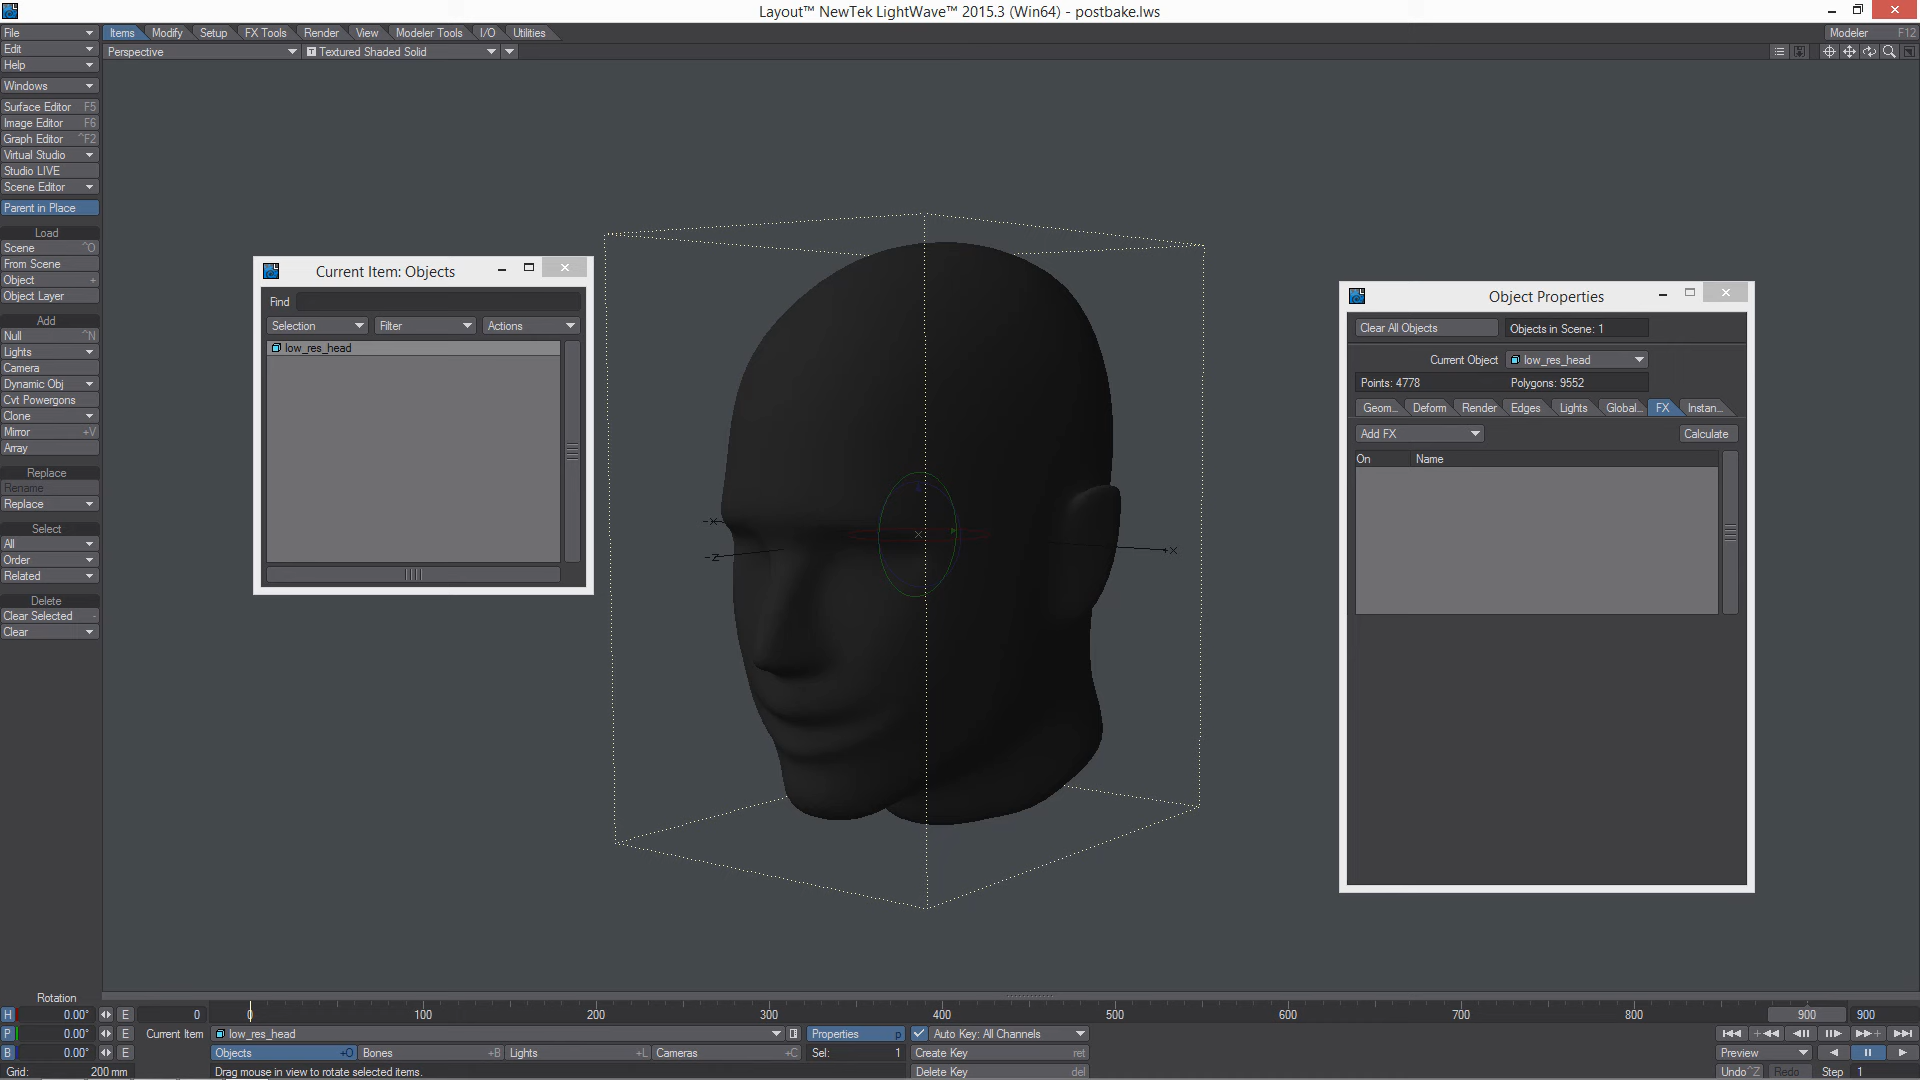 Layout™ NewTek LightWave™ 2015.3 (Win64) - postbake.lws
File
Items Modify Setup FX Tools Render View Modeler Tools I/O Utilities
Modeler F12
Edit
Perspective
Textured Shaded Solid
Help
Windows
Surface Editor F5
Image Editor F6
Graph Editor ^F2
Virtual Studio
Studio LIVE
Scene Editor
Parent in Place
Load
Scene ^O
From Scene
Object +
Object Layer
Add
Null ^N
Lights
Camera
Dynamic Obj
Cvt Powergons
Clone
Mirror +V
Array
Replace
Rename
Replace
Select
All
Order
Related
Delete
Clear Selected -
Clear
Current Item: Objects
Find
Selection Filter Actions
low_res_head
-X
-Z
+X
Object Properties
Clear All Objects Objects in Scene: 1
Current Object low_res_head
Points: 4778 Polygons: 9552
Geom... Deform Render Edges Lights Global... FX Instan...
Add FX Calculate
On Name
Rotation
H 0.00° E 0 0 100 200 300 400 500 600 700 800 900 900
P 0.00° E Current Item low_res_head Properties p Auto Key: All Channels
B 0.00° E Objects +O Bones +B Lights +L Cameras +C Sel: 1 Create Key ret Preview
Grid: 200 mm Drag mouse in view to rotate selected items. Delete Key del Undo ^Z Redo Step 1